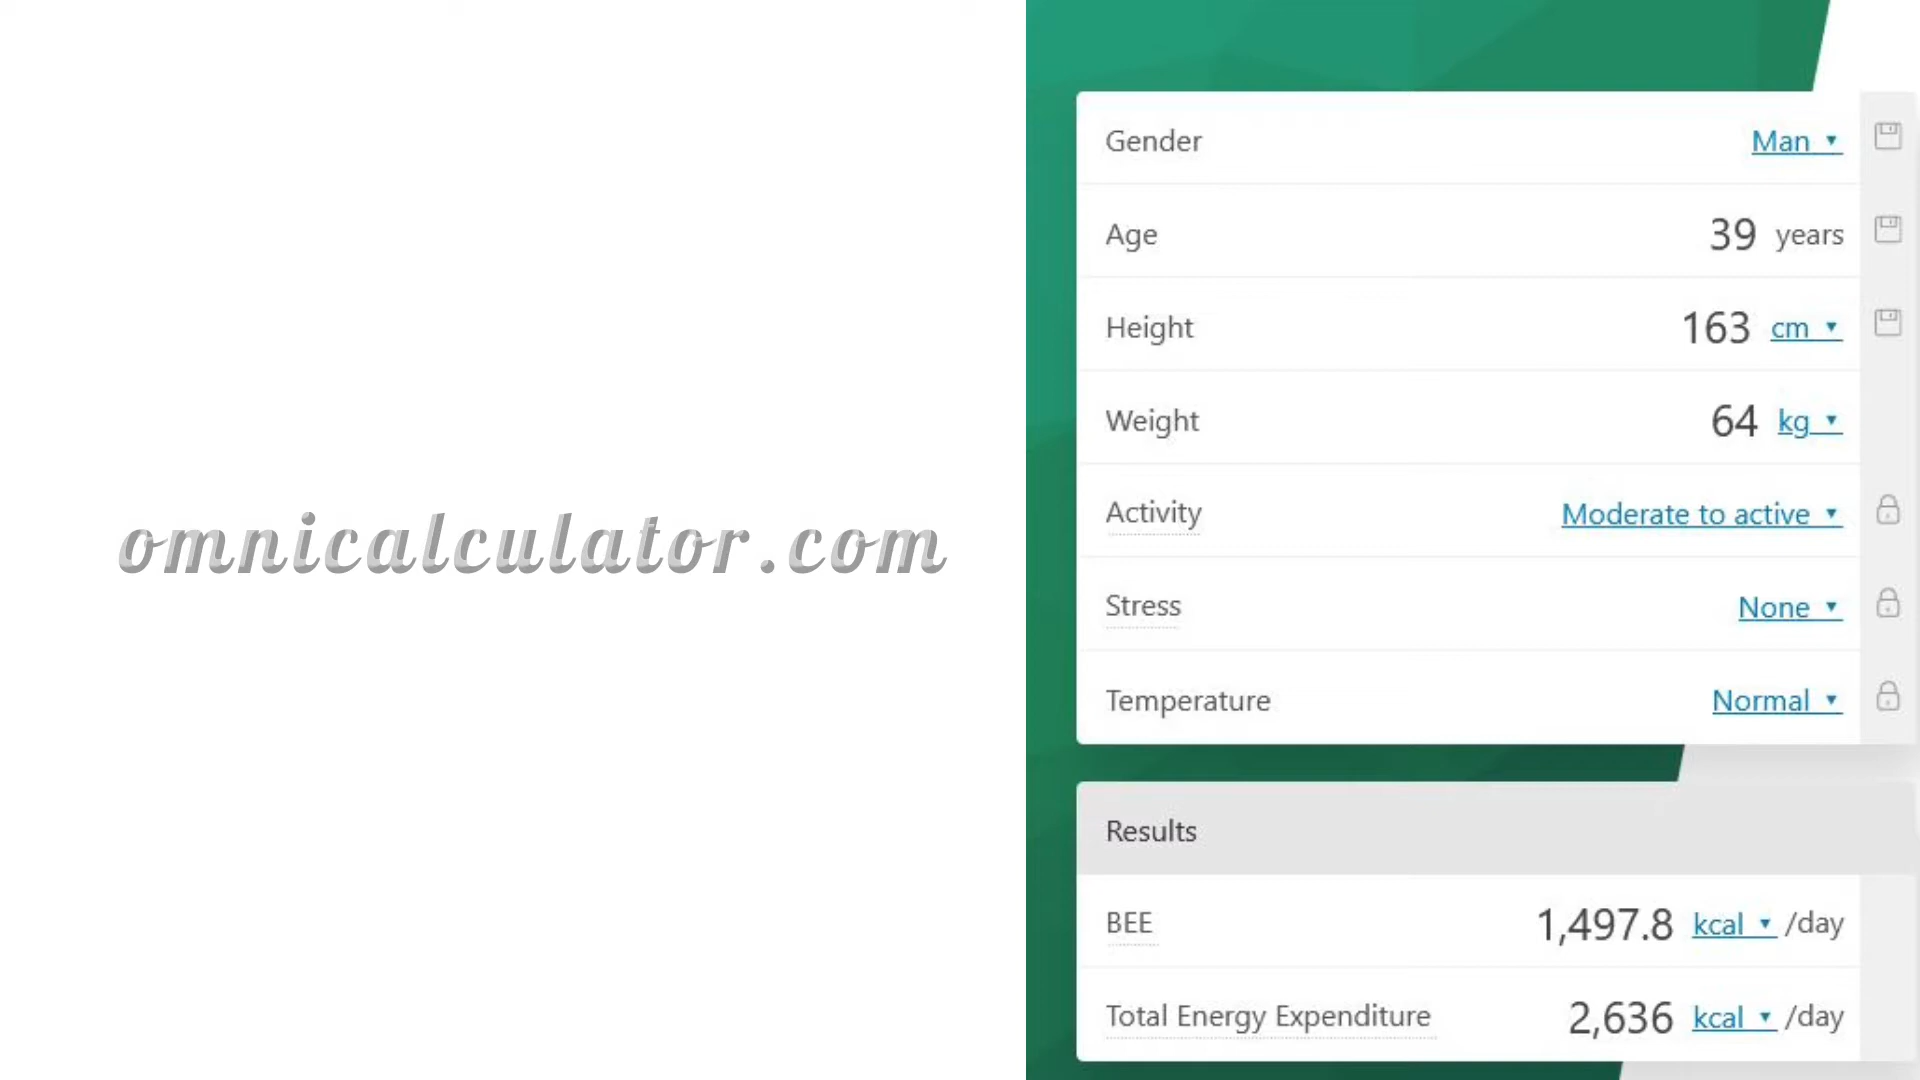 omnicalculator.com
Gender Man
Age 39 years
Height 163 cm
Weight 64 kg
Activity Moderate to active
Stress None
Temperature Normal
Results
BEE 1,497.8 kcal /day
Total Energy Expenditure 2,636 kcal /day